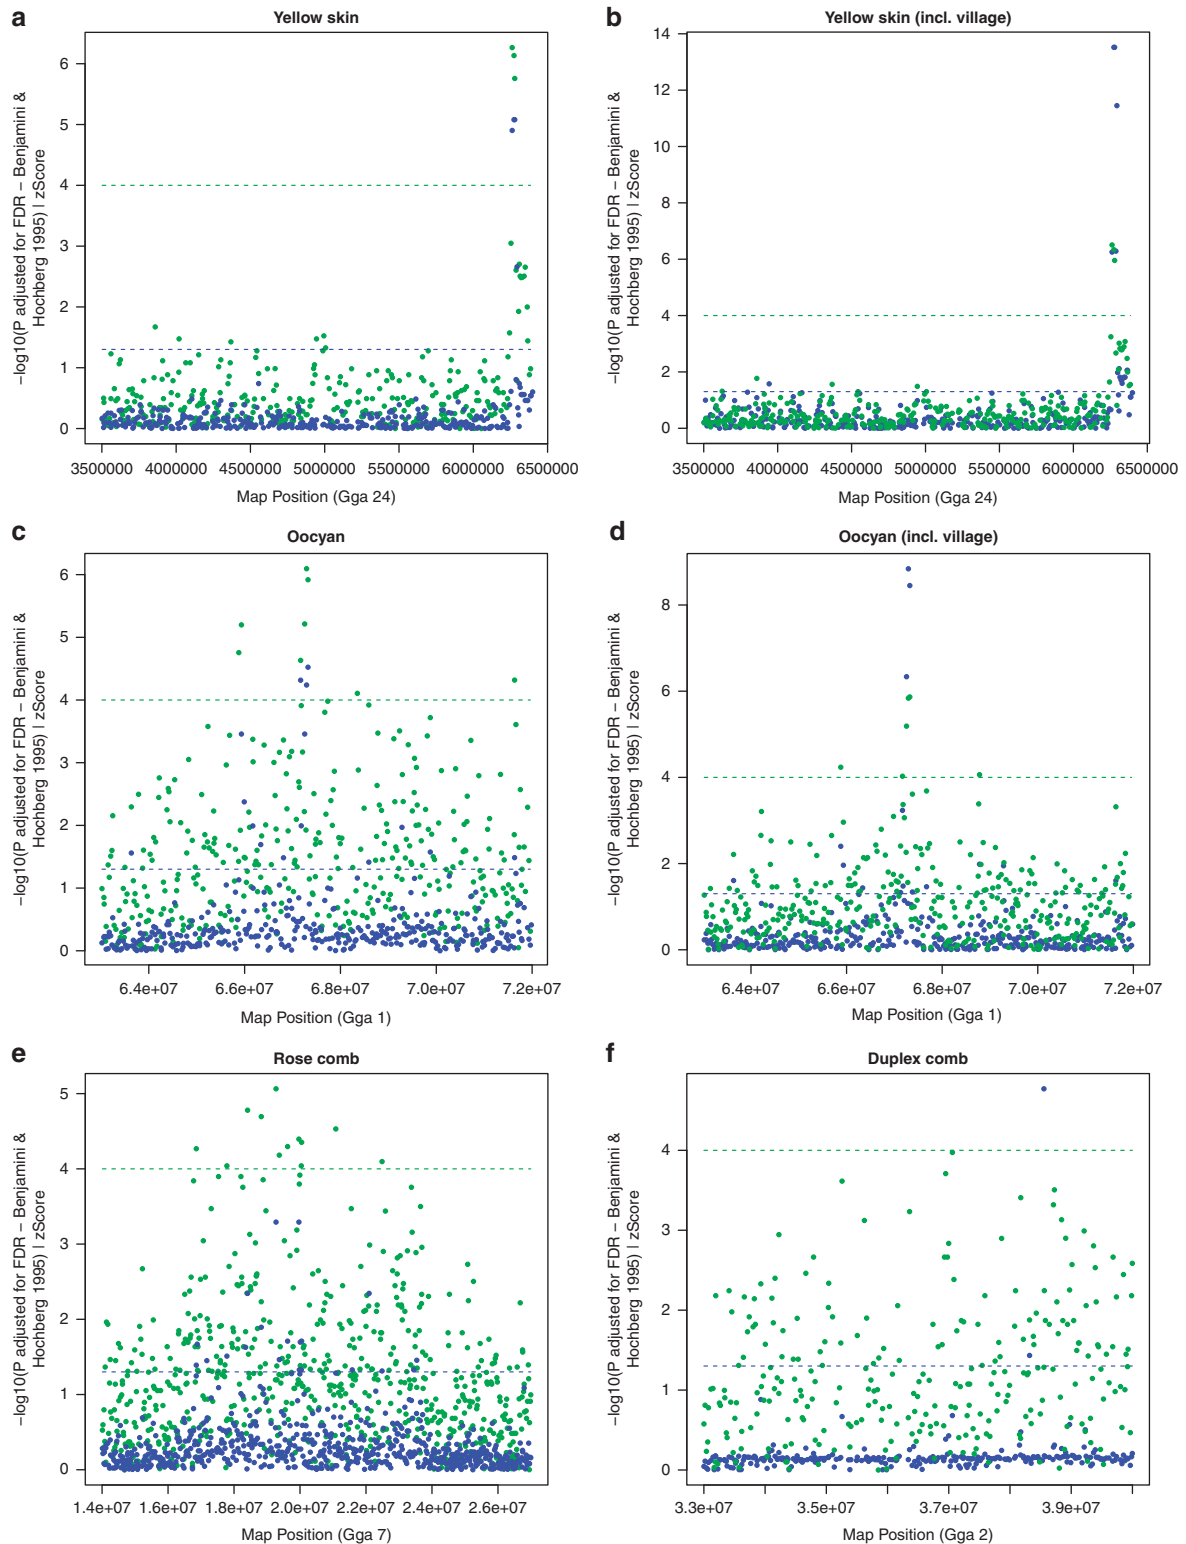 a
Yellow skin
–log10(P adjusted for FDR – Benjamini &
Hochberg 1995) | zScore
6
5
4
3
2
1
0
3500000 4000000 4500000 5000000 5500000 6000000 6500000
Map Position (Gga 24)
b
Yellow skin (incl. village)
–log10(P adjusted for FDR – Benjamini &
Hochberg 1995) | zScore
14
12
10
8
6
4
2
0
3500000 4000000 4500000 5000000 5500000 6000000 6500000
Map Position (Gga 24)
c
Oocyan
–log10(P adjusted for FDR – Benjamini &
Hochberg 1995) | zScore
6
5
4
3
2
1
0
6.4e+07 6.6e+07 6.8e+07 7.0e+07 7.2e+07
Map Position (Gga 1)
d
Oocyan (incl. village)
–log10(P adjusted for FDR – Benjamini &
Hochberg 1995) | zScore
8
6
4
2
0
6.4e+07 6.6e+07 6.8e+07 7.0e+07 7.2e+07
Map Position (Gga 1)
e
Rose comb
–log10(P adjusted for FDR – Benjamini &
Hochberg 1995) | zScore
5
4
3
2
1
0
1.4e+07 1.6e+07 1.8e+07 2.0e+07 2.2e+07 2.4e+07 2.6e+07
Map Position (Gga 7)
f
Duplex comb
–log10(P adjusted for FDR – Benjamini &
Hochberg 1995) | zScore
4
3
2
1
0
3.3e+07 3.5e+07 3.7e+07 3.9e+07
Map Position (Gga 2)